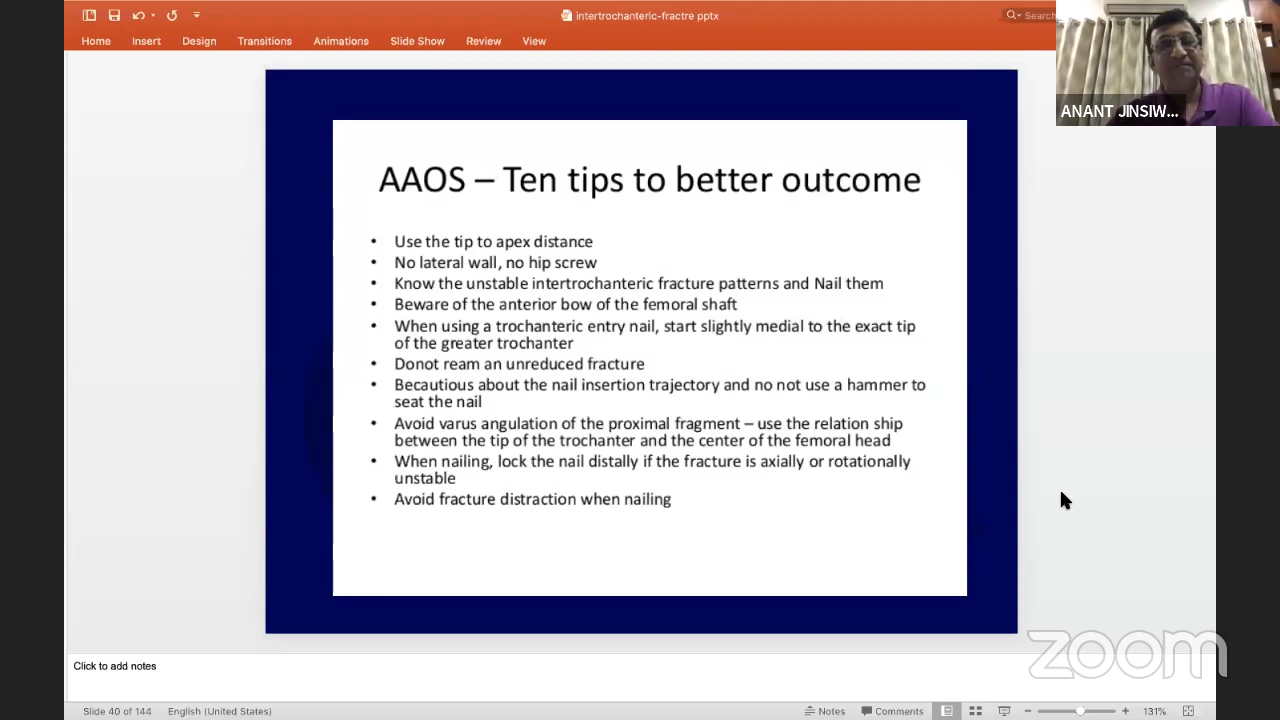 intertrochanteric-fractre pptx
Search
Home Insert Design Transitions Animations Slide Show Review View
ANANT JINSIW...
AAOS – Ten tips to better outcome
• Use the tip to apex distance
• No lateral wall, no hip screw
• Know the unstable intertrochanteric fracture patterns and Nail them
• Beware of the anterior bow of the femoral shaft
• When using a trochanteric entry nail, start slightly medial to the exact tip
of the greater trochanter
• Donot ream an unreduced fracture
• Becautious about the nail insertion trajectory and no not use a hammer to
seat the nail
• Avoid varus angulation of the proximal fragment – use the relation ship
between the tip of the trochanter and the center of the femoral head
• When nailing, lock the nail distally if the fracture is axially or rotationally
unstable
• Avoid fracture distraction when nailing
zoom
Click to add notes
Slide 40 of 144 English (United States) Notes Comments 131%